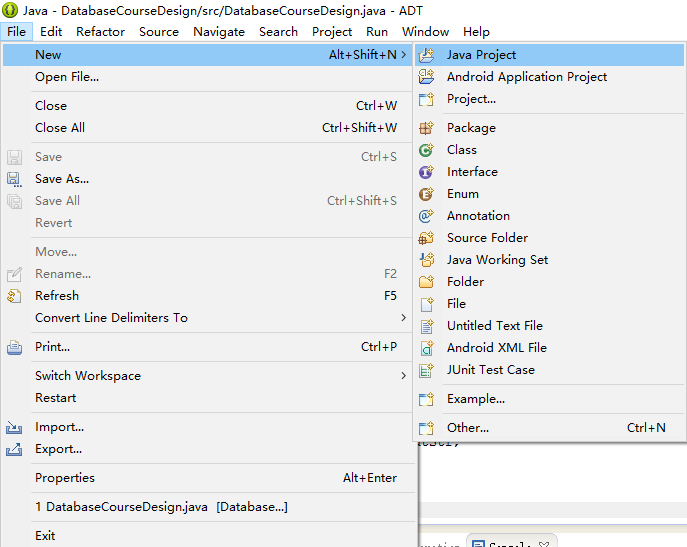 Java - DatabaseCourseDesign/src/DatabaseCourseDesign.java - ADT
File Edit Refactor Source Navigate Search Project Run Window Help
New Alt+Shift+N
Open File...
Close Ctrl+W
Close All Ctrl+Shift+W
Save Ctrl+S
Save As...
Save All Ctrl+Shift+S
Revert
Move...
Rename... F2
Refresh F5
Convert Line Delimiters To
Print... Ctrl+P
Switch Workspace
Restart
Import...
Export...
Properties Alt+Enter
1 DatabaseCourseDesign.java [Database...]
Exit
Java Project
Android Application Project
Project...
Package
Class
Interface
Enum
Annotation
Source Folder
Java Working Set
Folder
File
Untitled Text File
Android XML File
JUnit Test Case
Example...
Other... Ctrl+N